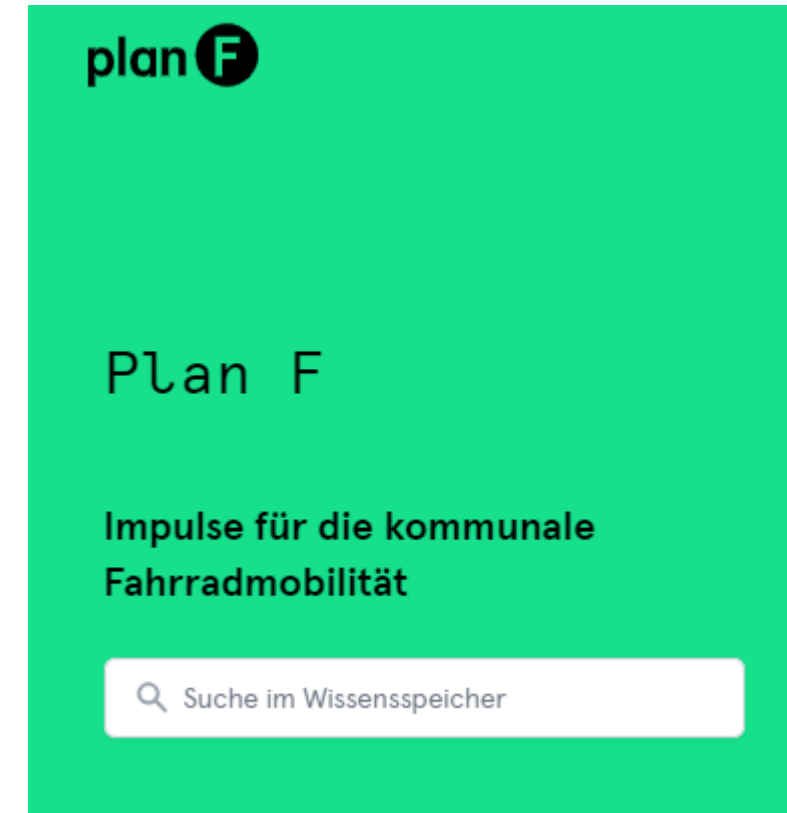 plan F
Plan F
Impulse für die kommunale
Fahrradmobilität
Suche im Wissensspeicher